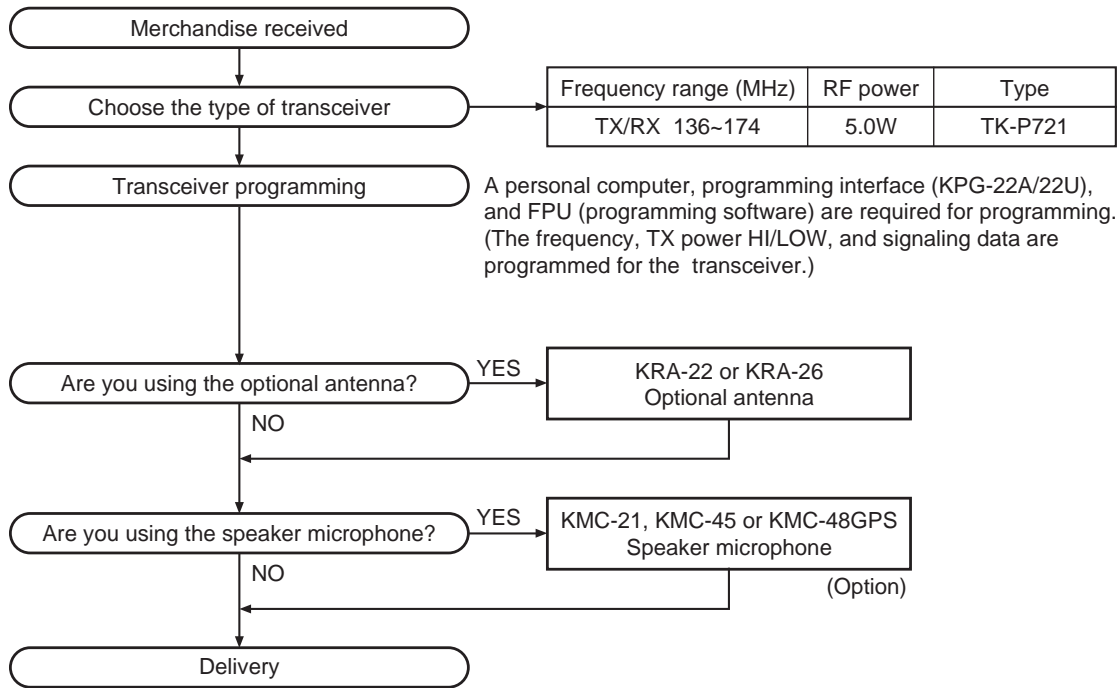 Merchandise received
Choose the type of transceiver
Frequency range (MHz) RF power Type
TX/RX 136~174 5.0W TK-P721
Transceiver programming
A personal computer, programming interface (KPG-22A/22U),
and FPU (programming software) are required for programming.
(The frequency, TX power HI/LOW, and signaling data are
programmed for the transceiver.)
Are you using the optional antenna?
YES
KRA-22 or KRA-26
Optional antenna
NO
Are you using the speaker microphone?
YES
KMC-21, KMC-45 or KMC-48GPS
Speaker microphone
NO
(Option)
Delivery